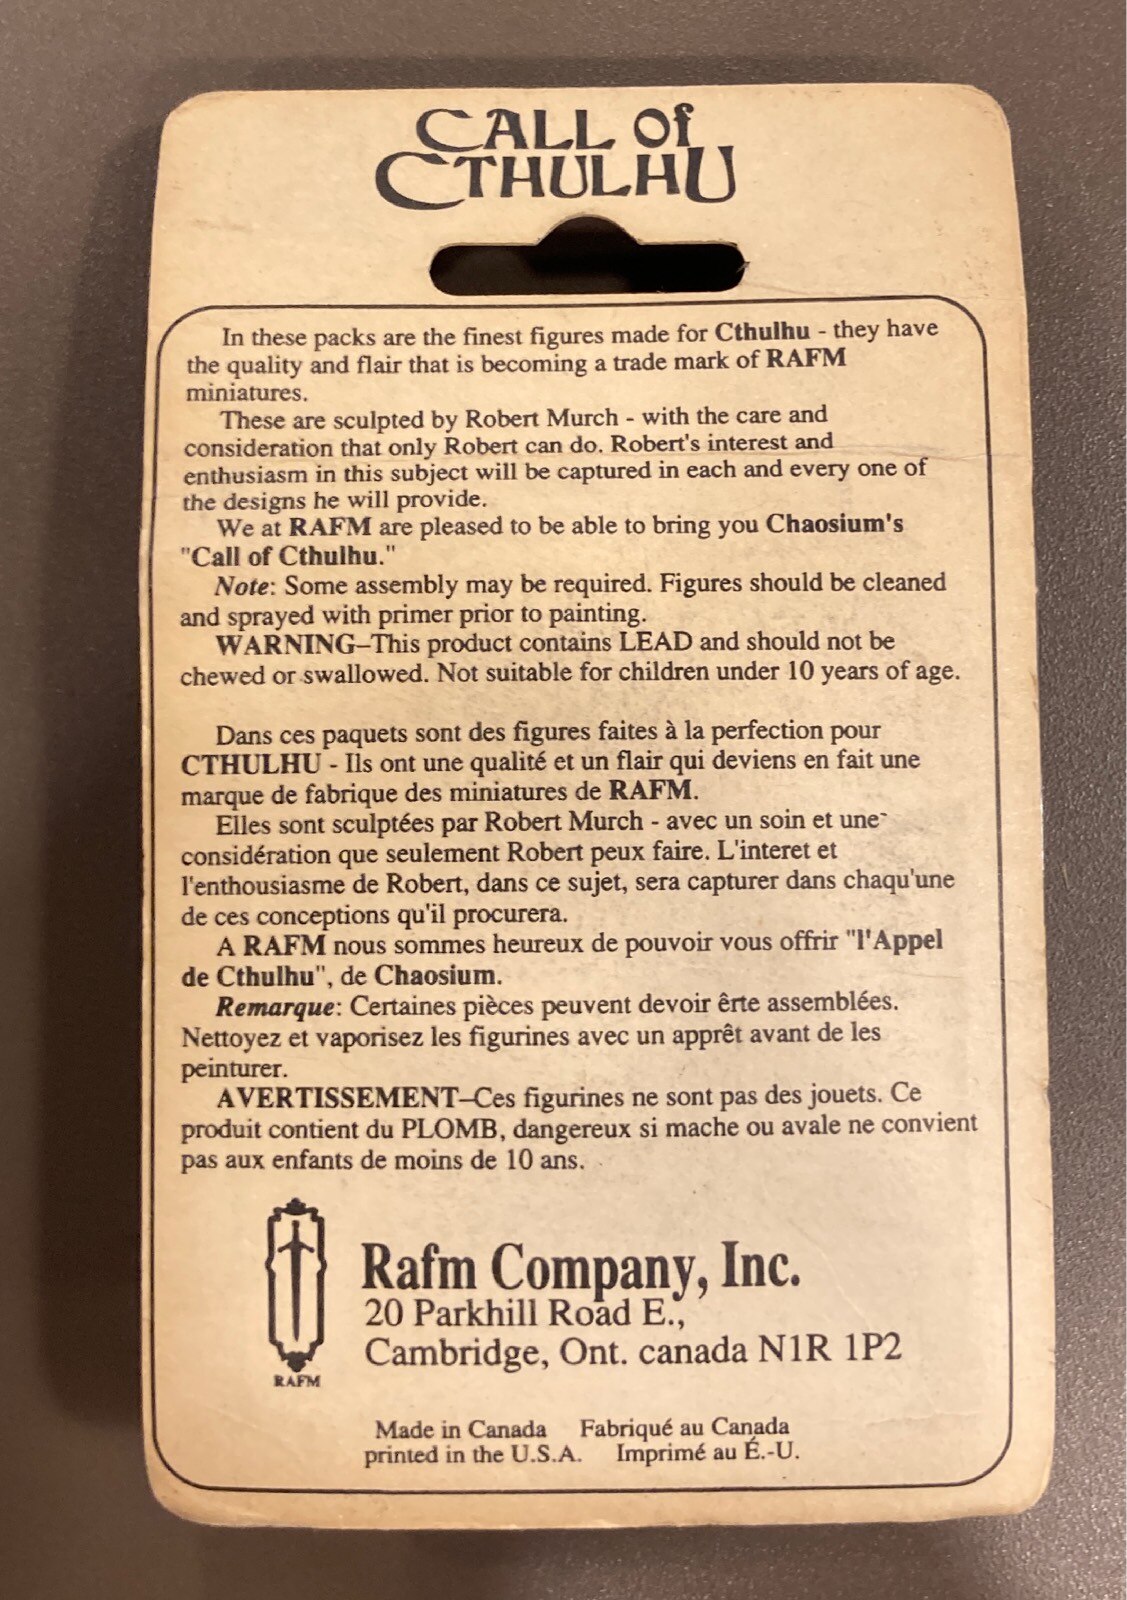 CALL Of
CTHULHU
In these packs are the finest figures made for Cthulhu - they have
the quality and flair that is becoming a trade mark of RAFM
miniatures.
These are sculpted by Robert Murch - with the care and
consideration that only Robert can do. Robert's interest and
enthusiasm in this subject will be captured in each and every one of
the designs he will provide.
We at RAFM are pleased to be able to bring you Chaosium's
"Call of Cthulhu."
Note: Some assembly may be required. Figures should be cleaned
and sprayed with primer prior to painting.
WARNING–This product contains LEAD and should not be
chewed or swallowed. Not suitable for children under 10 years of age.
Dans ces paquets sont des figures faites à la perfection pour
CTHULHU - Ils ont une qualité et un flair qui deviens en fait une
marque de fabrique des miniatures de RAFM.
Elles sont sculptées par Robert Murch - avec un soin et une
considération que seulement Robert peux faire. L'interet et
l'enthousiasme de Robert, dans ce sujet, sera capturer dans chaqu'une
de ces conceptions qu'il procurera.
A RAFM nous sommes heureux de pouvoir vous offrir "l'Appel
de Cthulhu", de Chaosium.
Remarque: Certaines pièces peuvent devoir êrte assemblées.
Nettoyez et vaporisez les figurines avec un apprêt avant de les
peinturer.
AVERTISSEMENT–Ces figurines ne sont pas des jouets. Ce
produit contient du PLOMB, dangereux si mache ou avale ne convient
pas aux enfants de moins de 10 ans.
Rafm Company, Inc.
20 Parkhill Road E.,
Cambridge, Ont. canada N1R 1P2
RAFM
Made in Canada Fabriqué au Canada
printed in the U.S.A. Imprimé au É.-U.